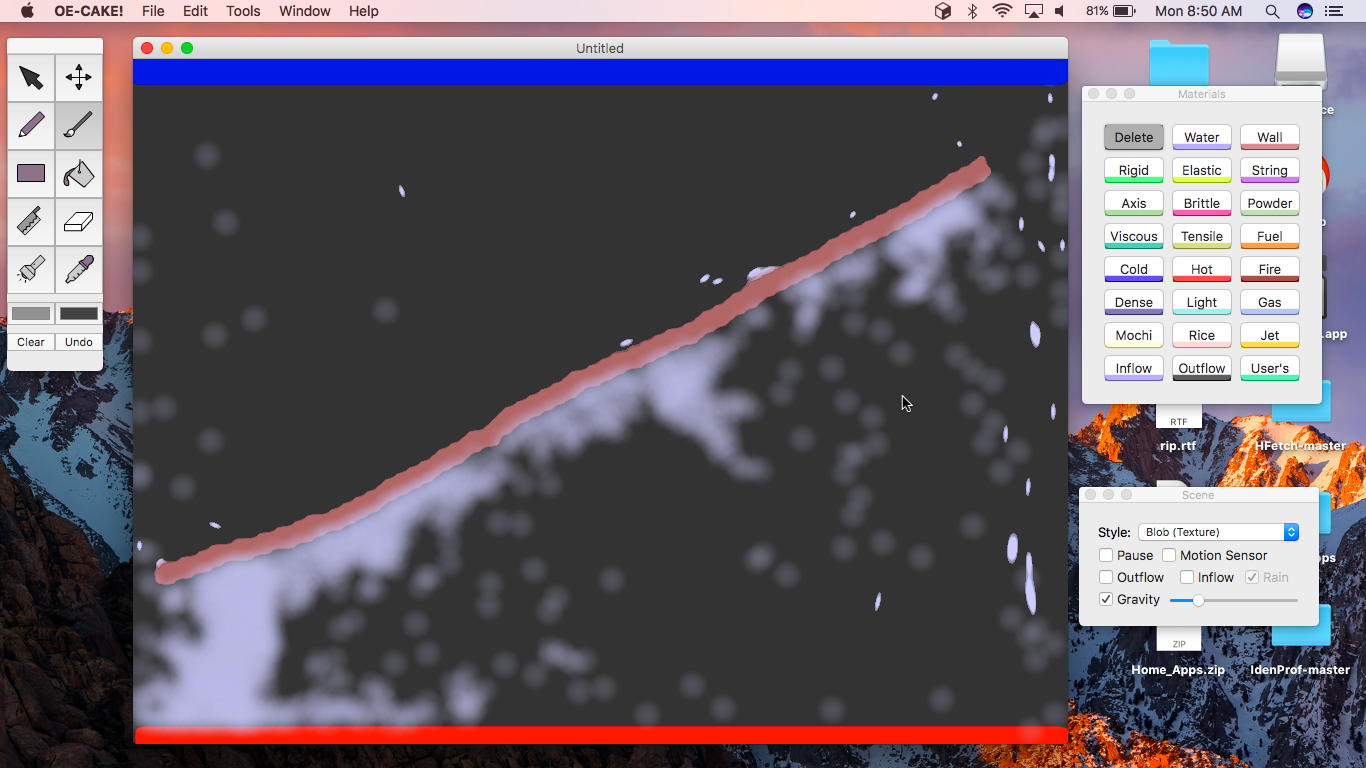 OE-CAKE! File Edit Tools Window Help 81% Mon 8:50 AM
Untitled
Clear Undo
Materials
Delete Water Wall
Rigid Elastic String
Axis Brittle Powder
Viscous Tensile Fuel
Cold Hot Fire
Dense Light Gas
Mochi Rice Jet
Inflow Outflow User's
.app
RTF
rip.rtf HFetch-master
Scene
Style: Blob (Texture)
Pause Motion Sensor
Outflow Inflow Rain
Gravity
ZIP
Home_Apps.zip IdenProf-master